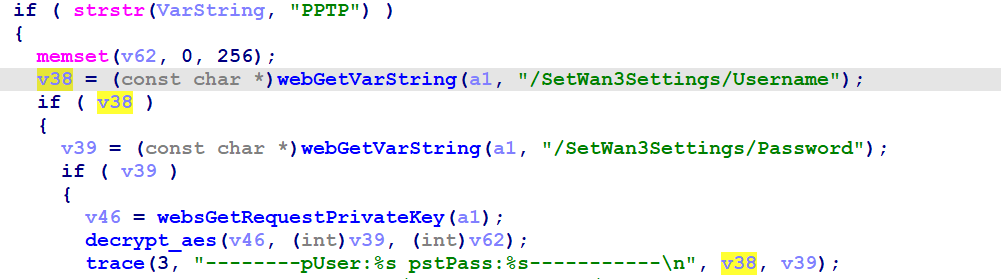 if ( strstr(VarString, "PPTP") )
{
memset(v62, 0, 256);
v38 = (const char *)webGetVarString(a1, "/SetWan3Settings/Username");
if ( v38 )
{
v39 = (const char *)webGetVarString(a1, "/SetWan3Settings/Password");
if ( v39 )
{
v46 = websGetRequestPrivateKey(a1);
decrypt_aes(v46, (int)v39, (int)v62);
trace(3, "--------pUser:%s pstPass:%s-----------\n", v38, v39);